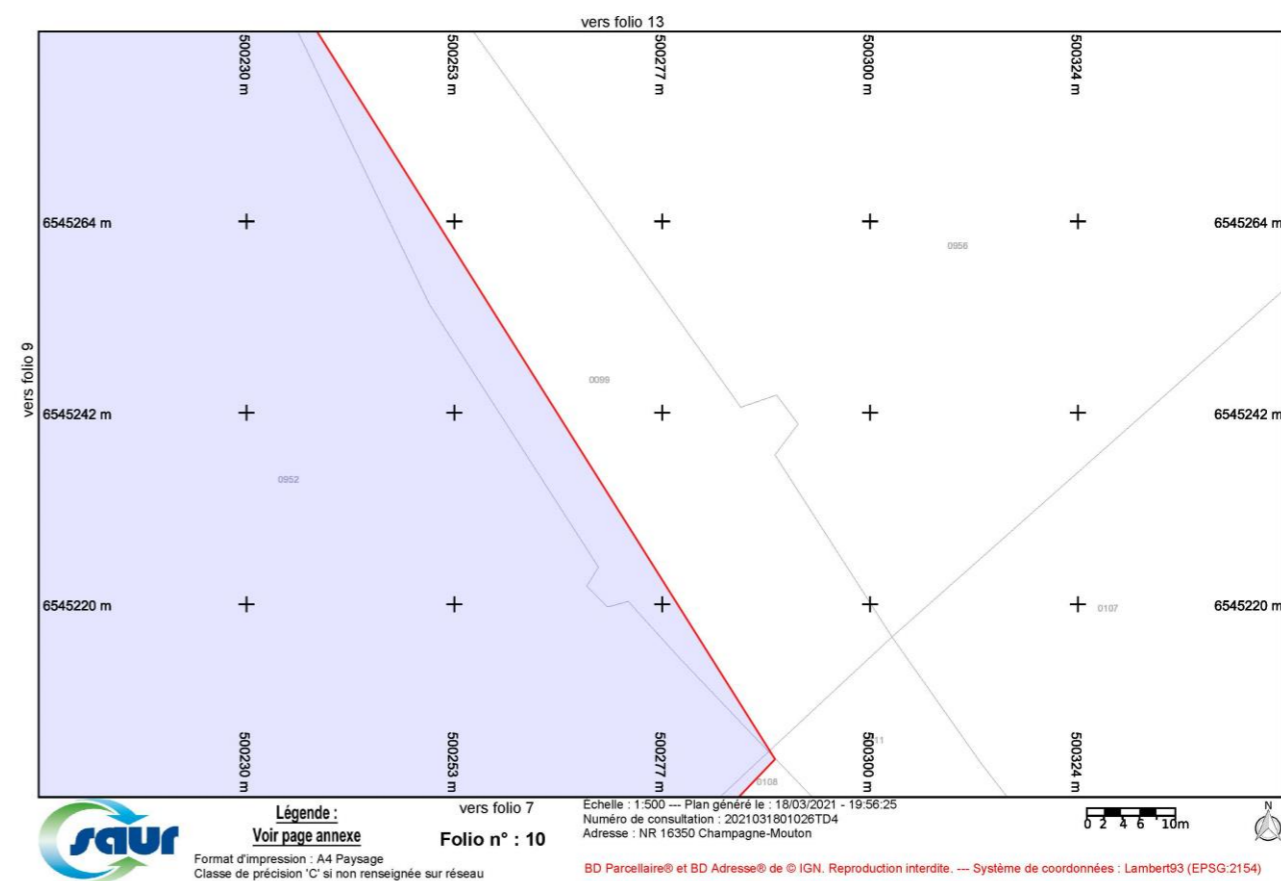 vers folio 13
500230 m
500253 m
500277 m
500300 m
500324 m
6545264 m
6545264 m
0956
vers folio 9
0099
6545242 m
6545242 m
0952
6545220 m
6545220 m
0107
500230 m
500253 m
500277 m
500300 m
500324 m
11
0108
saur
Légende :
Voir page annexe
Format d'impression : A4 Paysage
Classe de précision 'C' si non renseignée sur réseau
vers folio 7
Folio n° : 10
Echelle : 1:500 --- Plan généré le : 18/03/2021 - 19:56:25
Numéro de consultation : 2021031801026TD4
Adresse : NR 16350 Champagne-Mouton
0 2 4 6 10m
N
BD Parcellaire® et BD Adresse® de © IGN. Reproduction interdite. --- Système de coordonnées : Lambert93 (EPSG:2154)